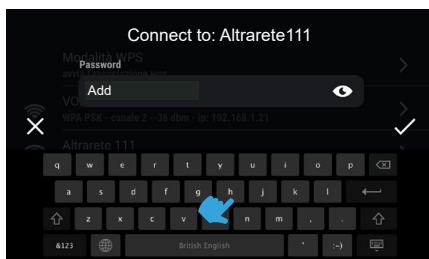 Connect to: Altrarete111
Modalità WPS
Password
Add
WPA PSK - canale 2 --36 dbm - ip: 192.168.1.21
Altrarete 111
q w e r t y u i o p
a s d f g h j k l
z x c v n m , .
&123 British English ' :-)